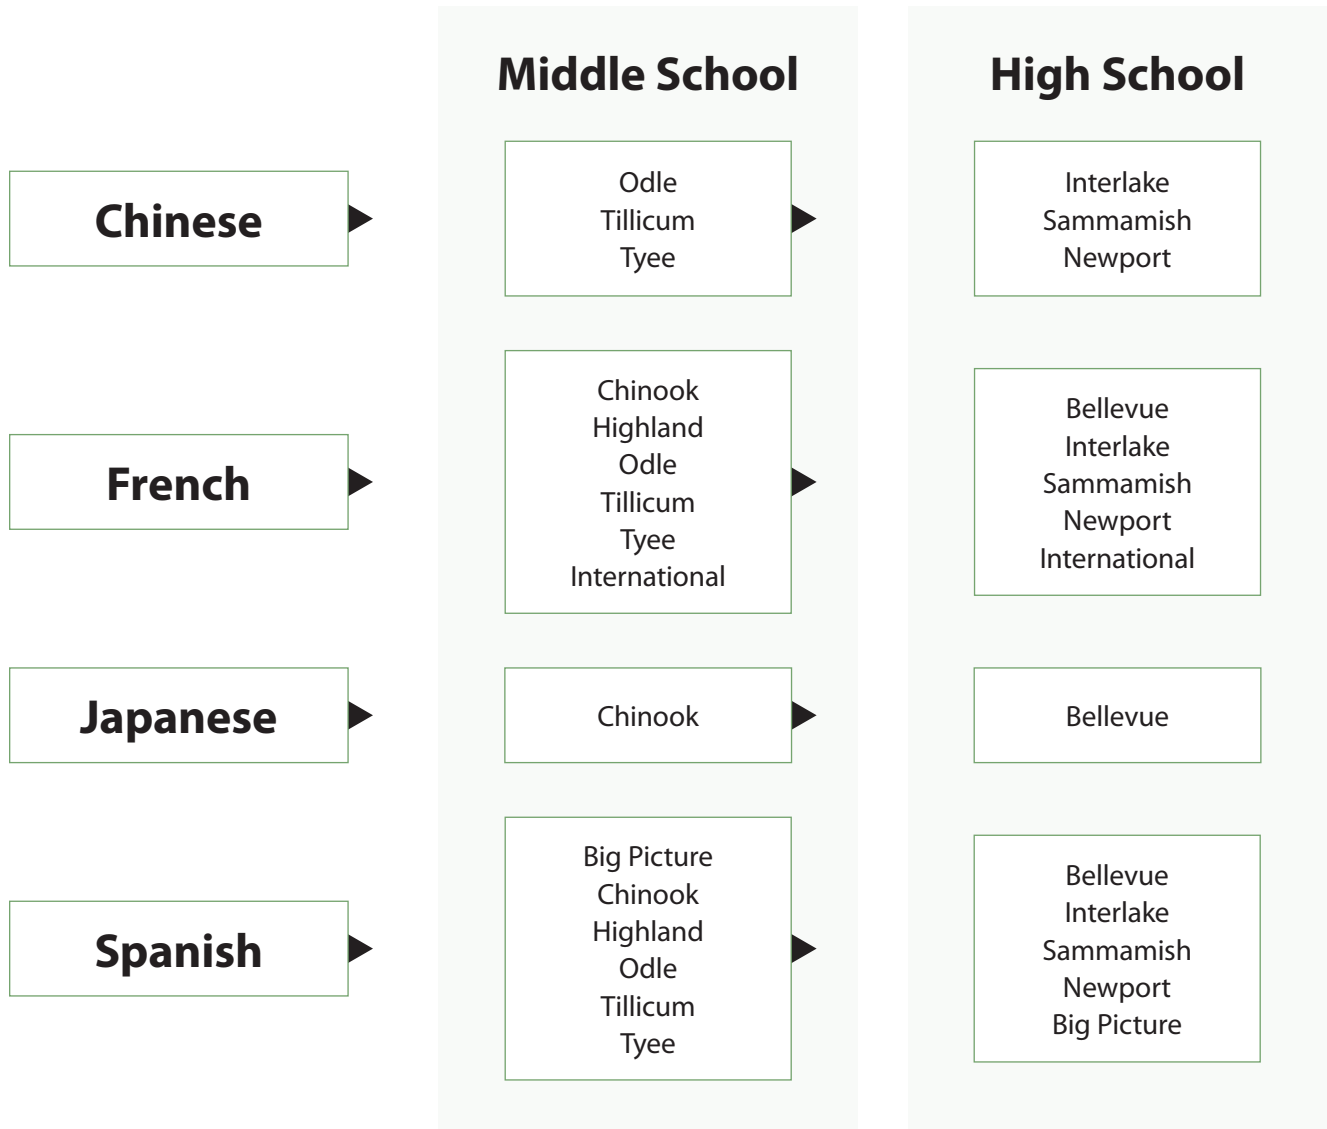 Middle School
High School
Chinese
Odle
Tillicum
Tyee
Interlake
Sammamish
Newport
French
Chinook
Highland
Odle
Tillicum
Tyee
International
Bellevue
Interlake
Sammamish
Newport
International
Japanese
Chinook
Bellevue
Spanish
Big Picture
Chinook
Highland
Odle
Tillicum
Tyee
Bellevue
Interlake
Sammamish
Newport
Big Picture